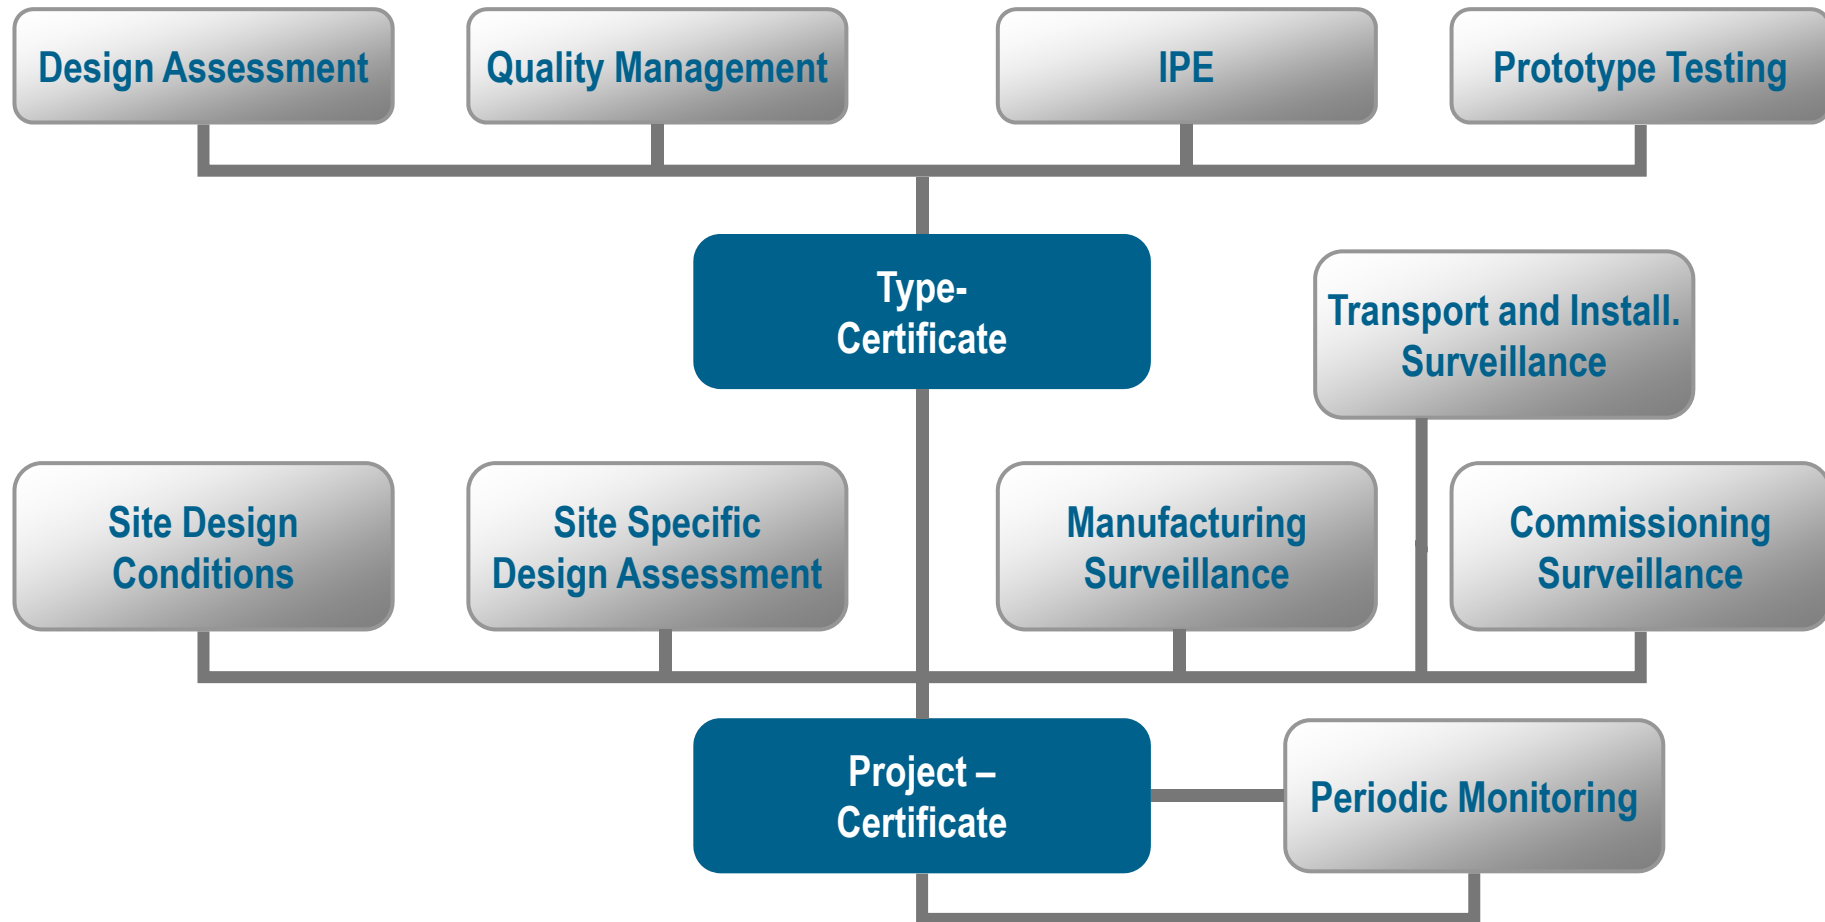 Design Assessment
Quality Management
IPE
Prototype Testing
Type-
Certificate
Transport and Install.
Surveillance
Site Design
Conditions
Site Specific
Design Assessment
Manufacturing
Surveillance
Commissioning
Surveillance
Project –
Certificate
Periodic Monitoring